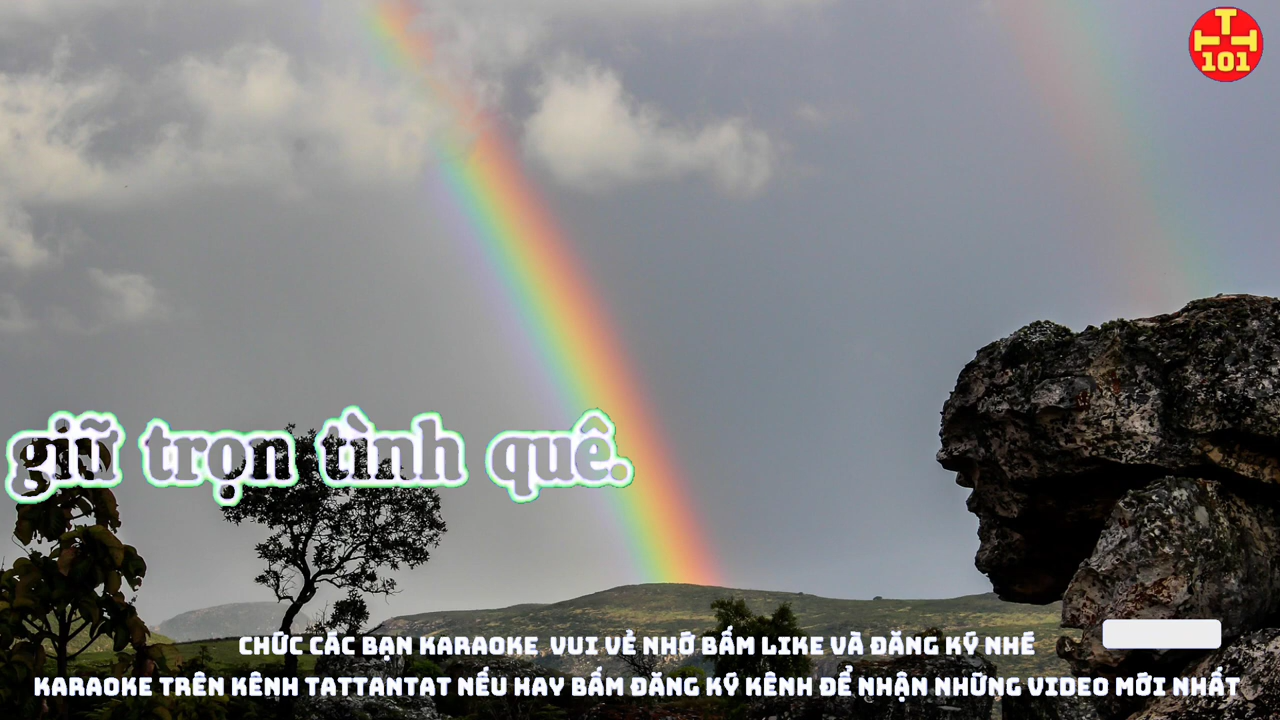 T
T T
101
giữ trọn tình quê.
CHÚC CÁC BẠN KARAOKE VUI VẺ NHỚ BẤM LIKE VÀ ĐĂNG KÝ NHÉ
KARAOKE TRÊN KÊNH TATTANTAT NẾU HAY BẤM ĐĂNG KÝ KÊNH ĐỂ NHẬN NHỮNG VIDEO MỚI NHẤT